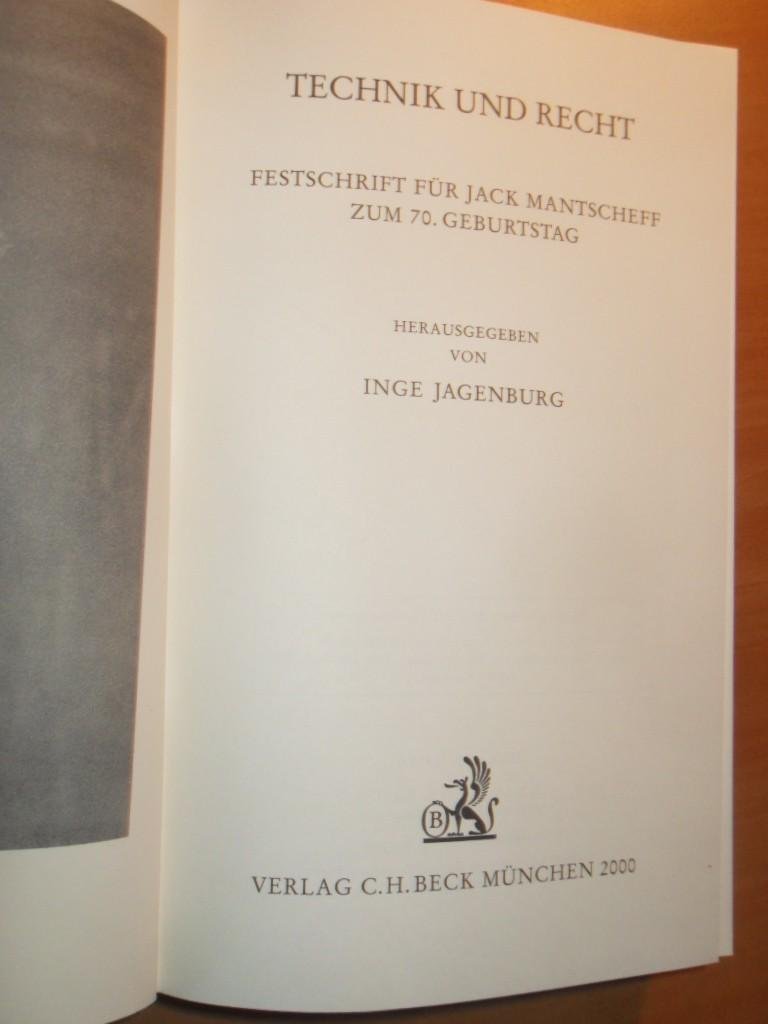 TECHNIK UND RECHT
FESTSCHRIFT FÜR JACK MANTSCHEFF
ZUM 70. GEBURTSTAG
HERAUSGEGEBEN
VON
INGE JAGENBURG
B
VERLAG C.H.BECK MÜNCHEN 2000